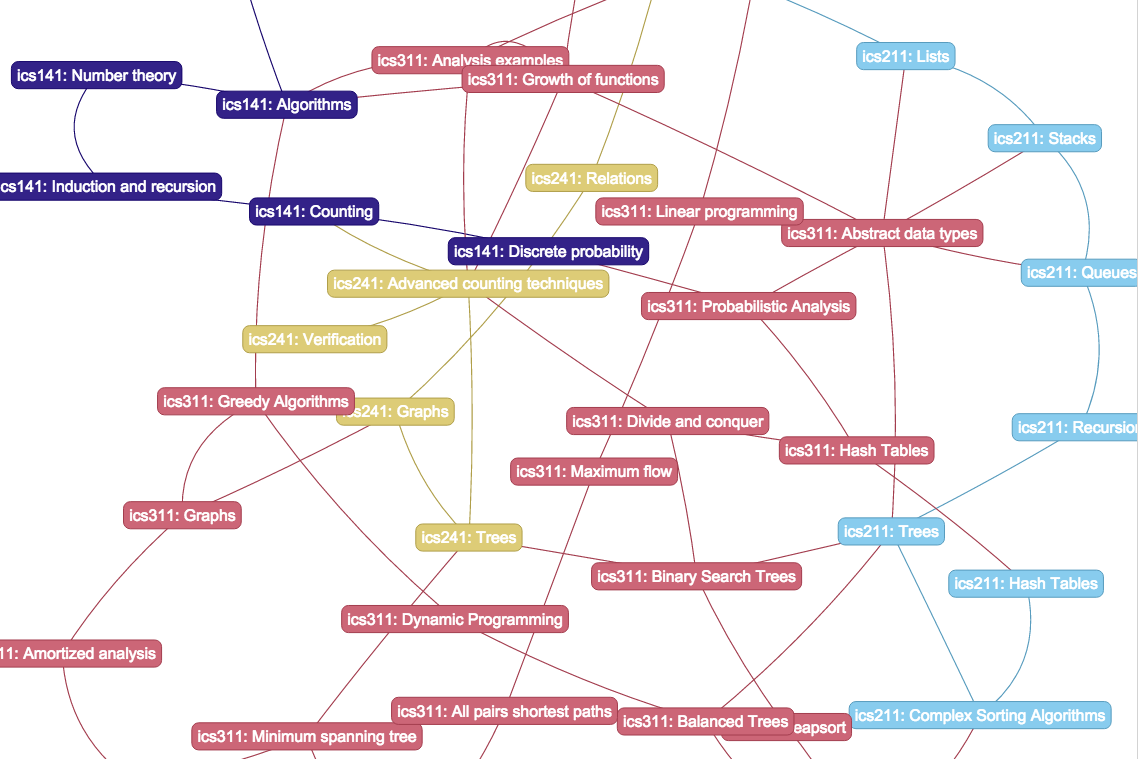 ics211: Lists
ics311: Analysis examples
ics141: Number theory
ics311: Growth of functions
ics141: Algorithms
ics211: Stacks
ics241: Relations
cs141: Induction and recursion
ics141: Counting
ics311: Linear programming
ics311: Abstract data types
ics141: Discrete probability
ics211: Queues
ics241: Advanced counting techniques
ics311: Probabilistic Analysis
ics241: Verification
ics311: Greedy Algorithms
ics241: Graphs
ics311: Divide and conquer
ics211: Recursion
ics311: Hash Tables
ics311: Maximum flow
ics311: Graphs
ics211: Trees
ics241: Trees
ics311: Binary Search Trees
ics211: Hash Tables
ics311: Dynamic Programming
11: Amortized analysis
ics311: All pairs shortest paths
ics211: Complex Sorting Algorithms
ics311: Balanced Trees
eapsort
ics311: Minimum spanning tree